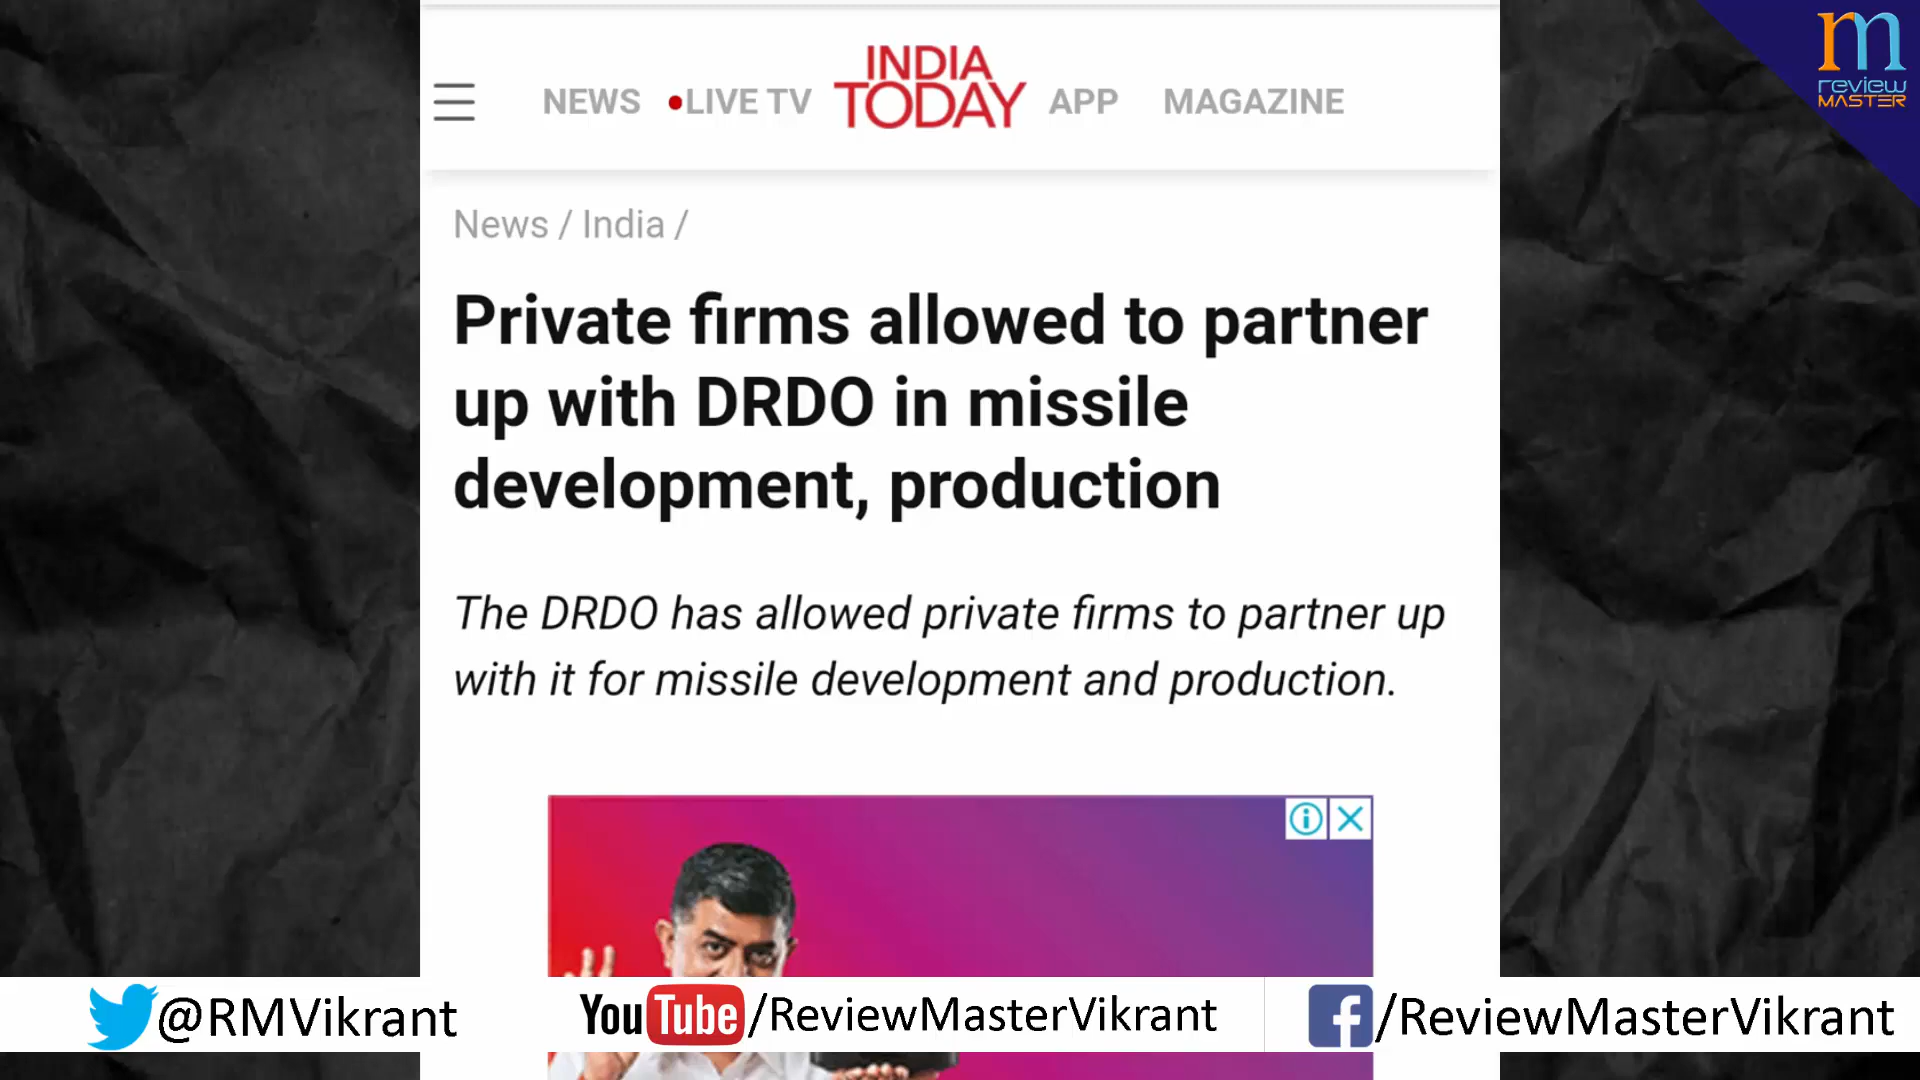 rm
review
MASTER
NEWS LIVE TV INDIA TODAY APP MAGAZINE
News / India /
Private firms allowed to partner
up with DRDO in missile
development, production
The DRDO has allowed private firms to partner up
with it for missile development and production.
@RMVikrant YouTube/ReviewMasterVikrant f/ReviewMasterVikrant